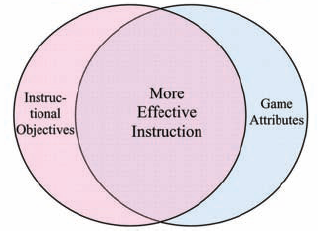 Instruc-
tional
Objectives
More
Effective
Instruction
Game
Attributes